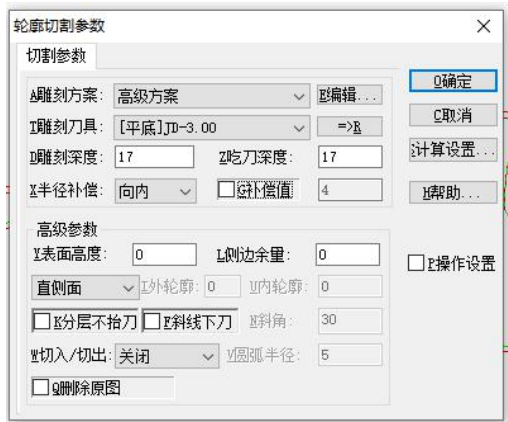 轮廓切割参数
切割参数
A雕刻方案: 高级方案 E编辑...
T雕刻刀具: [平底]JD-3.00 =>R
D雕刻深度: 17 Z吃刀深度: 17
X半径补偿: 向内 G补偿值 4
高级参数
Y表面高度: 0 L侧边余量: 0
直侧面 I外轮廓: 0 U内轮廓: 0
K分层不抬刀 F斜线下刀 N斜角: 30
W切入/切出: 关闭 V圆弧半径: 5
Q删除原图
O确定
C取消
S计算设置...
H帮助...
P操作设置